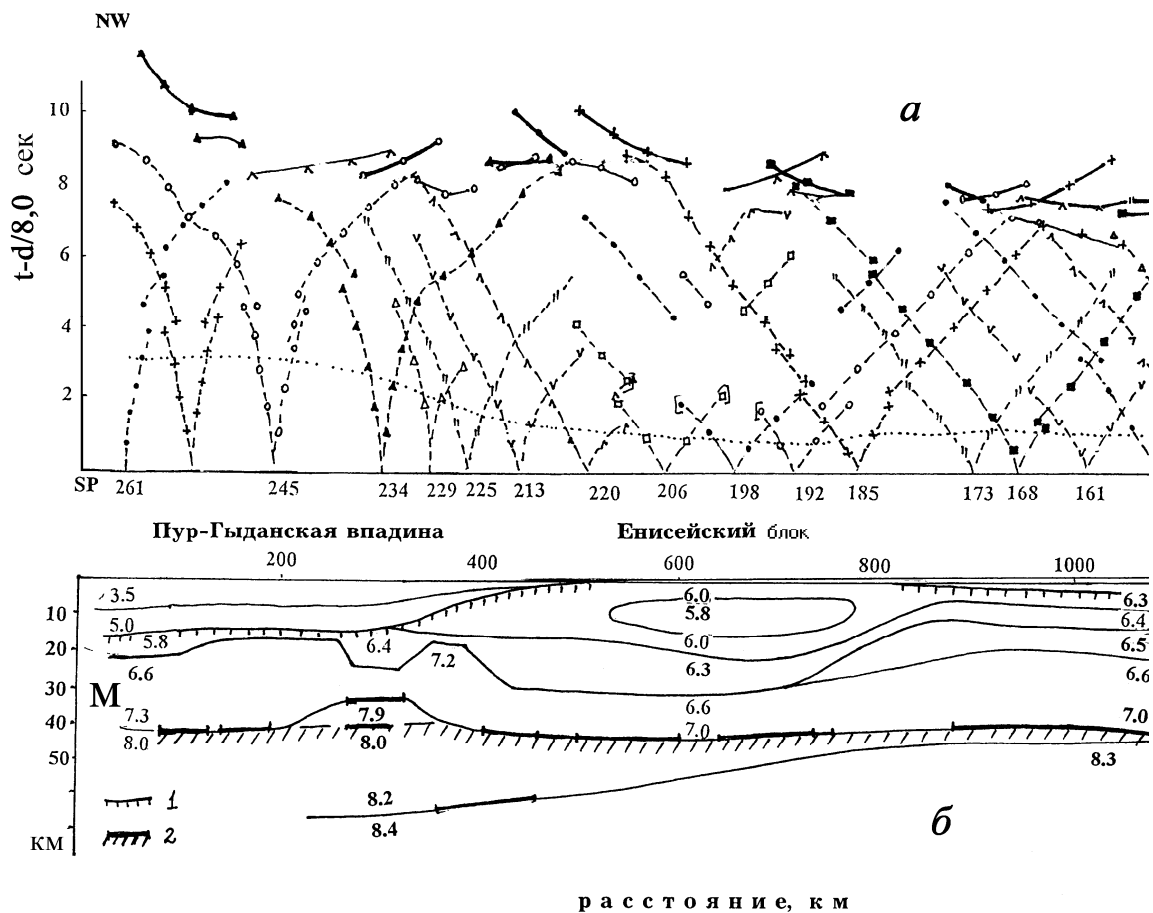 NW
а
t-d/8,0 сек
10
8
6
4
2
SP 261 245 234 229 225 213 220 206 198 192 185 173 168 161
Пур-Гыданская впадина Енисейский блок
200 400 600 800 1000
3.5 6.0 6.3
10 5.8 6.4
5.0
5.8 6.4 6.0 6.5
20 6.6 7.2 6.3 6.6
30 6.6
М
7.3 7.9 7.0 7.0
40
8.0 8.0 8.3
50
1 8.2 б
2 8.4
км
расстояние, км